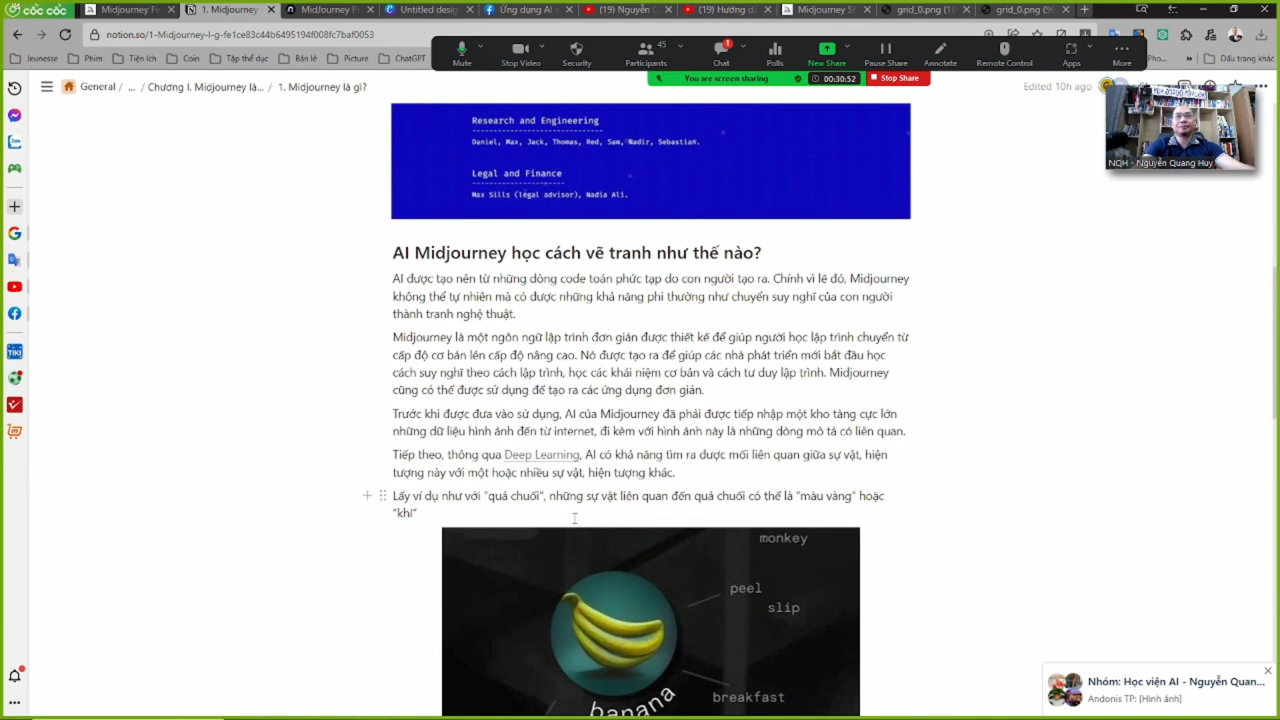 cốc cốc
Midjourney Fe
1. Midjourney
MidJourney Pr
Untitled desig
Ứng dụng AI v
(19) Nguyễn Q
(19) Hướng dẫ
Midjourney S
grid_0.png (10
grid_0.png (9
notion.so/1-Midjourney-l-g-fe1ce83c44b6495194f008fc7baf0053
Jeunesse
Phim
Tiện ích
Coin
Tập thể dục
Bán lẻ
Picture
ChatGPT
Dấu trang khác
Mute
Stop Video
Security
Participants
45
Chat
1
Polls
New Share
Pause Share
Annotate
Remote Control
Apps
More
You are screen sharing
00:30:52
Stop Share
General / ... / Chương I. Midjourney là... / 1. Midjourney là gì?
Edited 10h ago
NQH - Nguyễn Quang Huy
Research and Engineering
Daniel, Max, Jack, Thomas, Red, Sam, Nadir, Sebastian.
Legal and Finance
Max Sills (legal advisor), Nadia Ali.
AI Midjourney học cách vẽ tranh như thế nào?
AI được tạo nên từ những dòng code toán phức tạp do con người tạo ra. Chính vì lẽ đó, Midjourney
không thể tự nhiên mà có được những khả năng phi thường như chuyển suy nghĩ của con người
thành tranh nghệ thuật.
Midjourney là một ngôn ngữ lập trình đơn giản được thiết kế để giúp người học lập trình chuyển từ
cấp độ cơ bản lên cấp độ nâng cao. Nó được tạo ra để giúp các nhà phát triển mới bắt đầu học
cách suy nghĩ theo cách lập trình, học các khái niệm cơ bản và cách tư duy lập trình. Midjourney
cũng có thể được sử dụng để tạo ra các ứng dụng đơn giản.
Trước khi được đưa vào sử dụng, AI của Midjourney đã phải được tiếp nhập một kho tàng cực lớn
những dữ liệu hình ảnh đến từ internet, đi kèm với hình ảnh này là những dòng mô tả có liên quan.
Tiếp theo, thông qua Deep Learning, AI có khả năng tìm ra được mối liên quan giữa sự vật, hiện
tượng này với một hoặc nhiều sự vật, hiện tượng khác.
Lấy ví dụ như với “quả chuối“, những sự vật liên quan đến quả chuối có thể là “màu vàng“ hoặc
“khỉ“
monkey
peel
slip
breakfast
banana
TIKI
Nhóm: Học viện AI - Nguyễn Quan...
Andonis TP: [Hình ảnh]